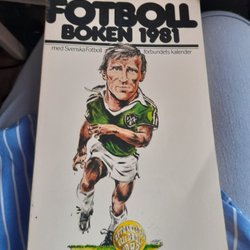 FOTBOLL
BOKEN 1981
med Svenska Fotboll
förbundets kalender